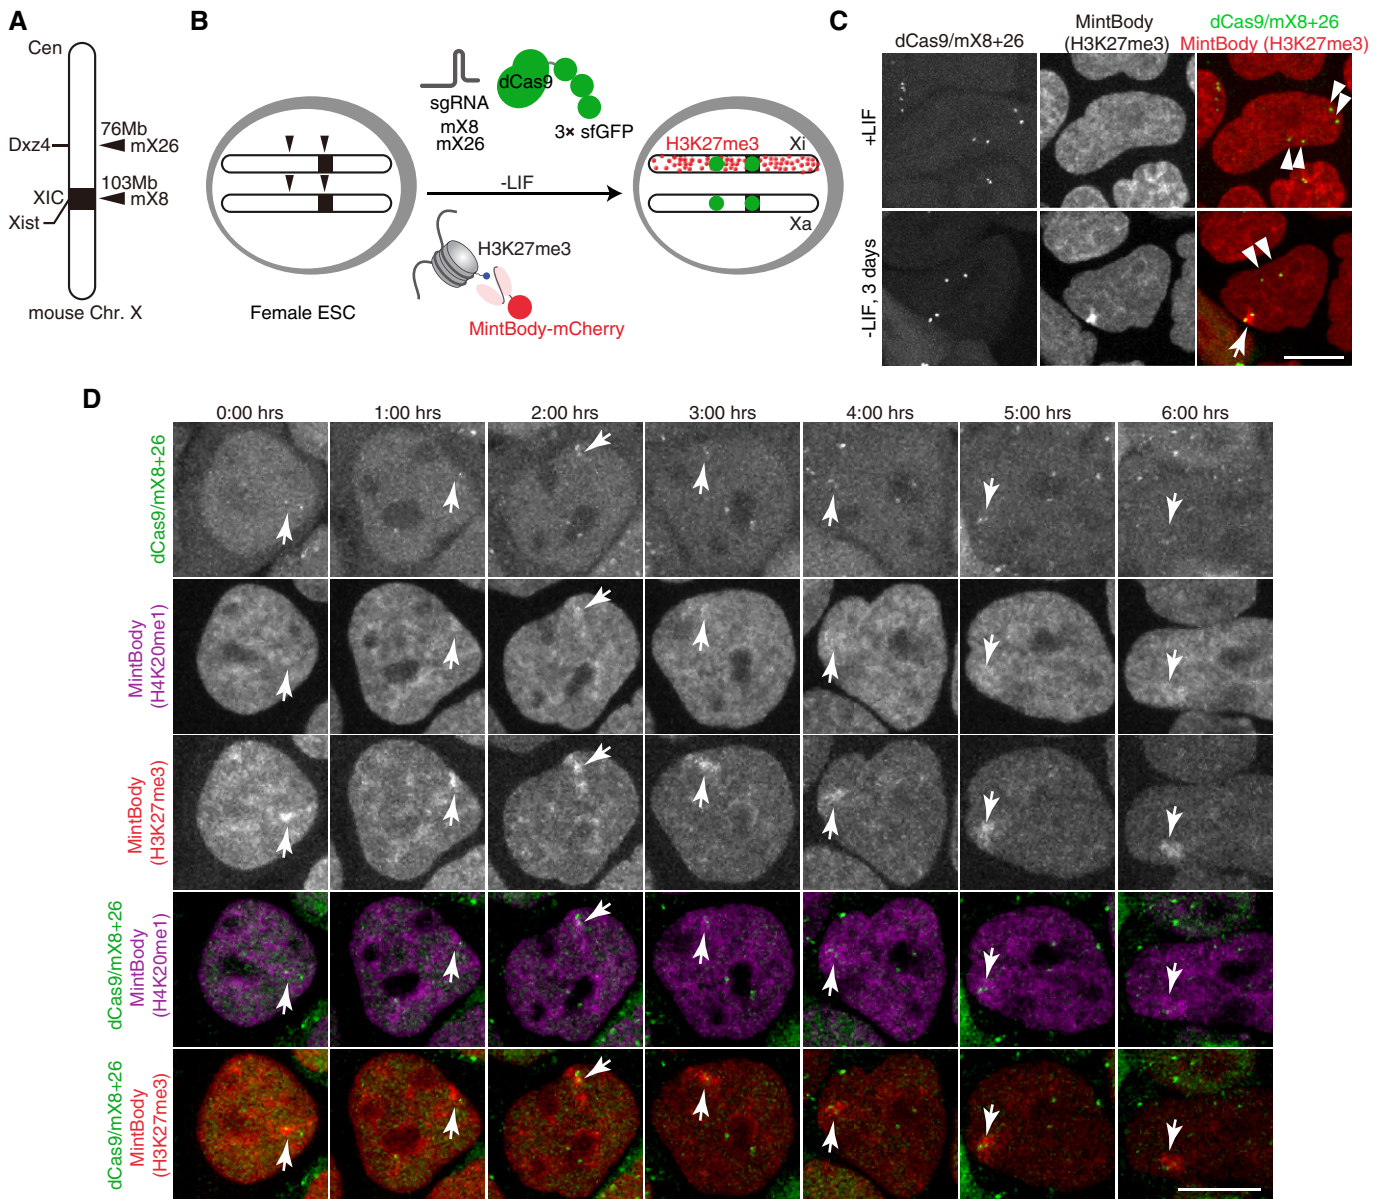 A
Cen
Dxz4
76Mb
mX26
XIC
103Mb
mX8
Xist
mouse Chr. X
B
sgRNA
mX8
mX26
dCas9
3× sfGFP
-LIF
H3K27me3
MintBody-mCherry
Female ESC
H3K27me3
Xi
Xa
C
dCas9/mX8+26
MintBody
(H3K27me3)
dCas9/mX8+26
MintBody (H3K27me3)
+LIF
-LIF, 3 days
D
0:00 hrs
1:00 hrs
2:00 hrs
3:00 hrs
4:00 hrs
5:00 hrs
6:00 hrs
dCas9/mX8+26
MintBody
(H4K20me1)
MintBody
(H3K27me3)
dCas9/mX8+26
MintBody
(H4K20me1)
dCas9/mX8+26
MintBody
(H3K27me3)